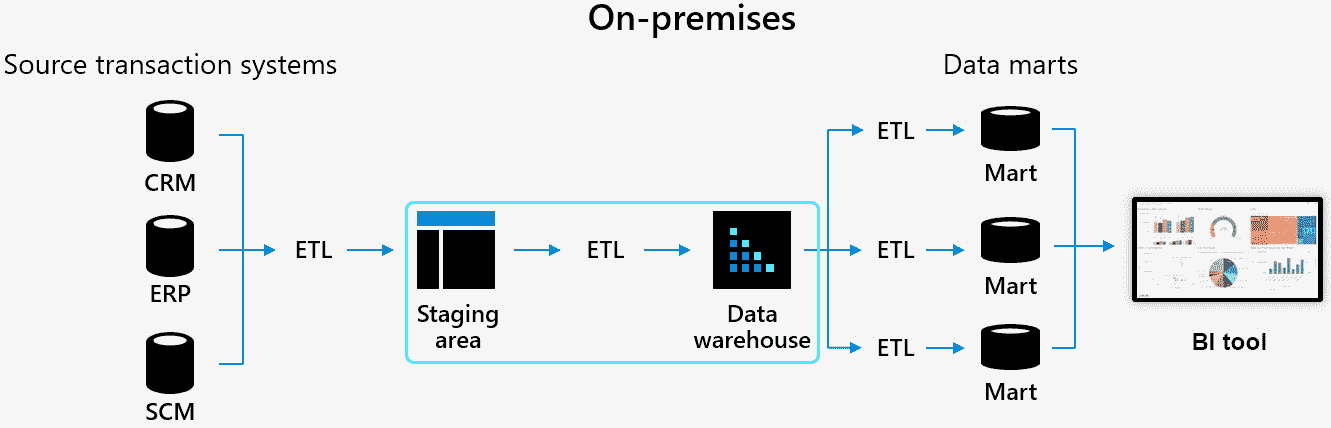 On-premises
Source transaction systems
Data marts
CRM
ERP
SCM
ETL
Staging
area
ETL
Data
warehouse
ETL
Mart
ETL
Mart
ETL
Mart
BI tool